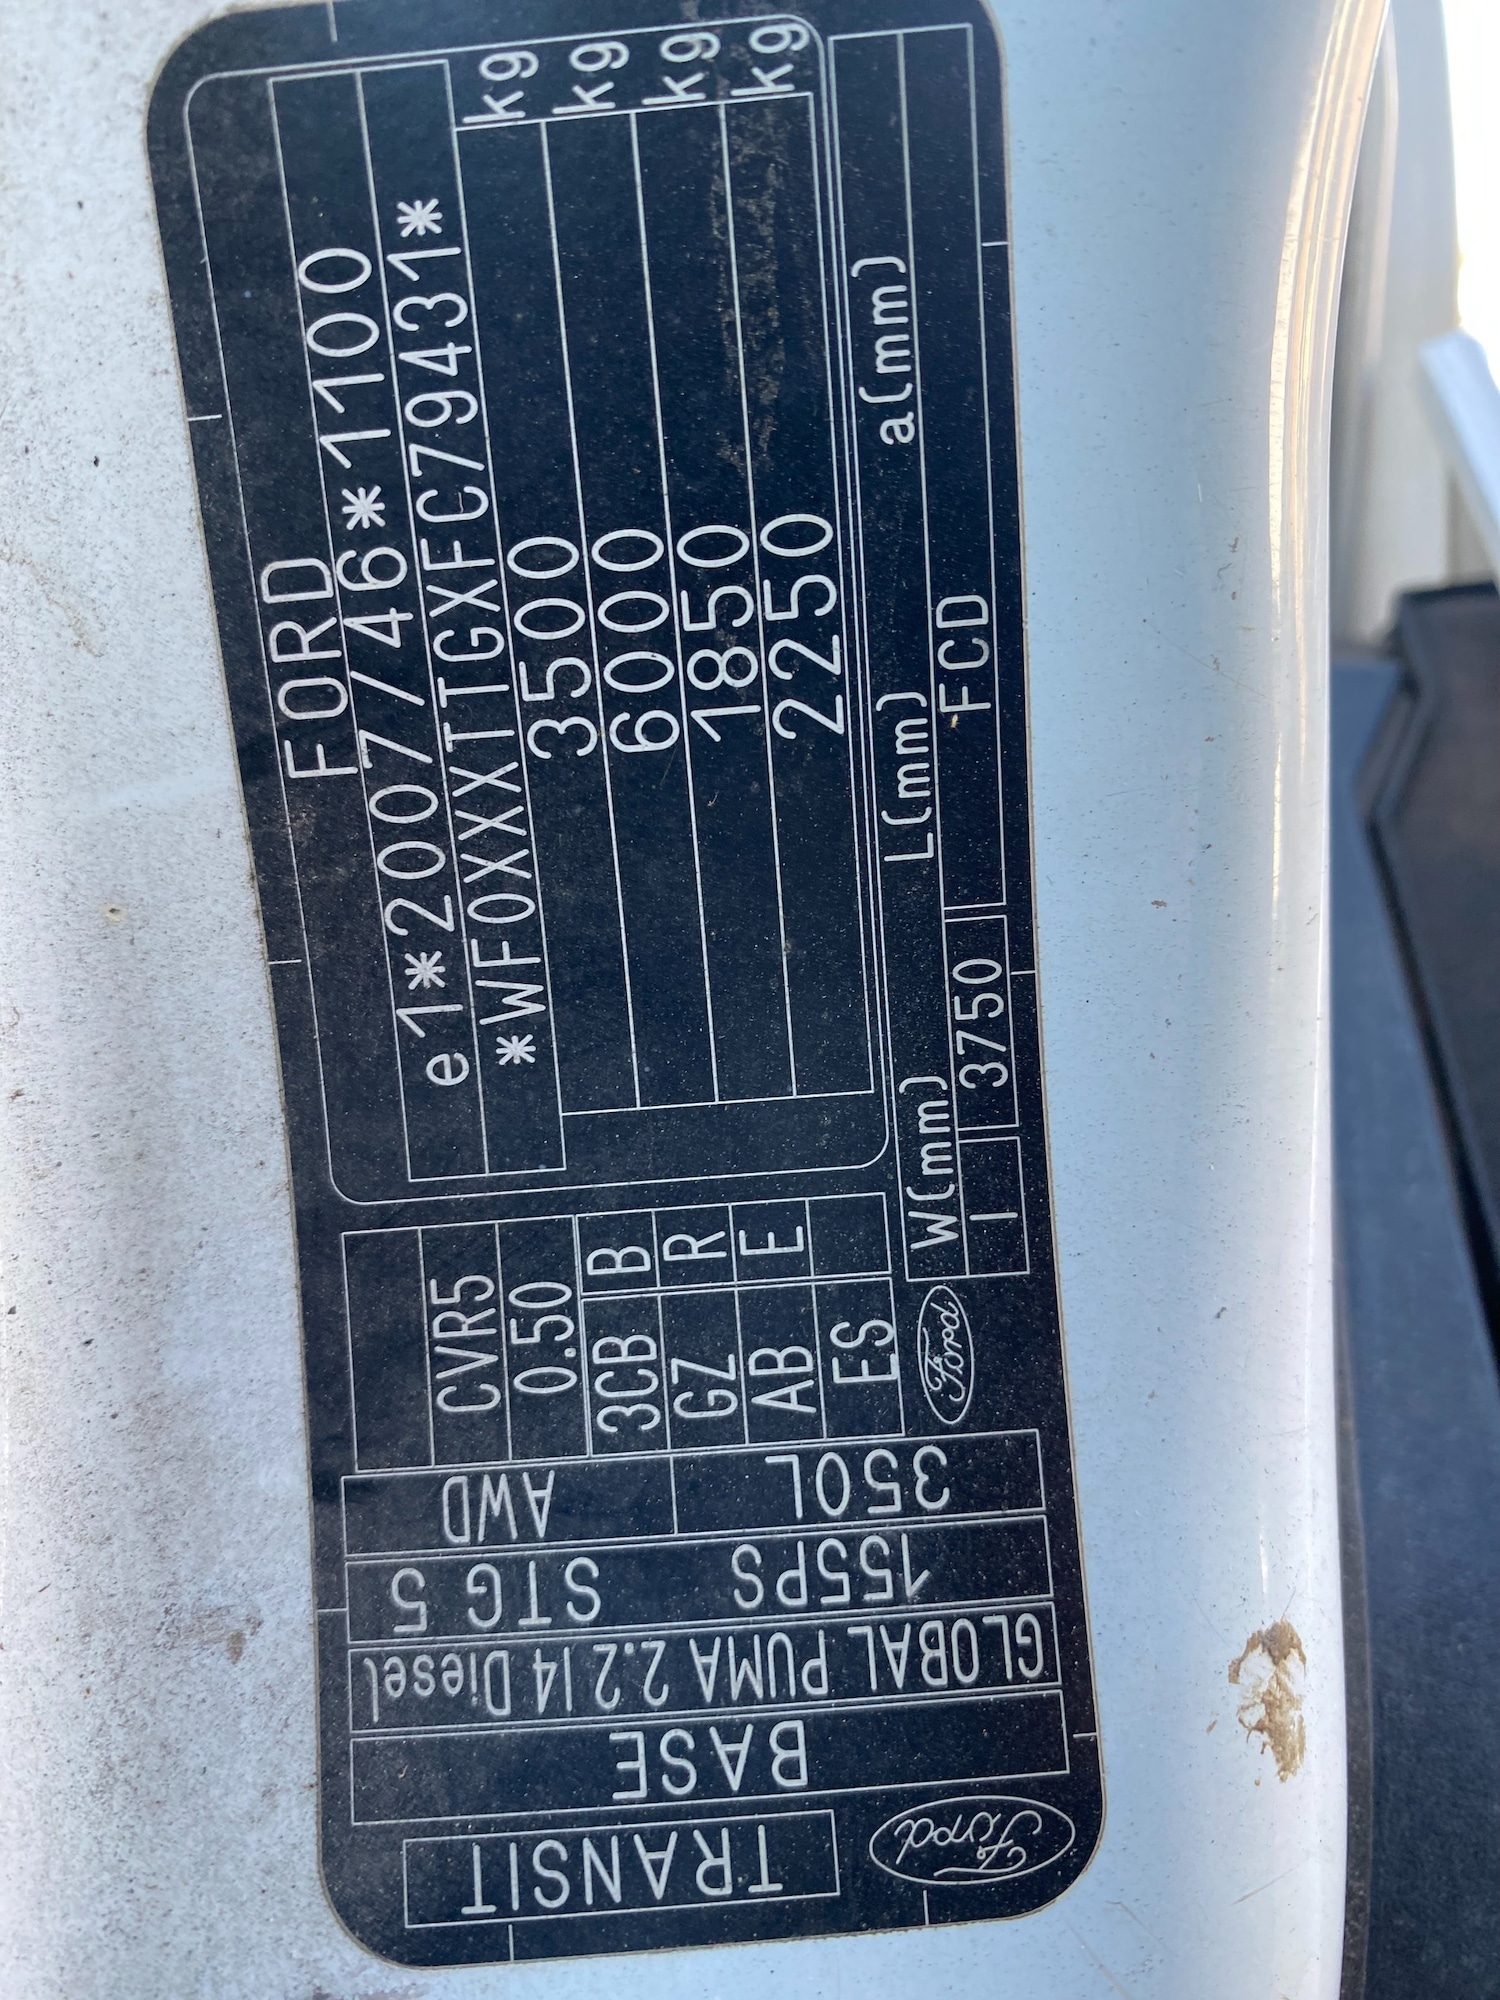 FORD
e1*2007/46*1100
*WF0XXXTTGXFC79431*
3500 kg
6000 kg
1850 kg
2250 kg
CVR5
0.50
3CB B
GZ R
AB E
ES
Ford W(mm) L(mm) a(mm)
I 3750 FCD
TRANSIT
Ford
BASE
GLOBAL PUMA 2.2 I4 Diesel
155PS STG 5
350L AWD